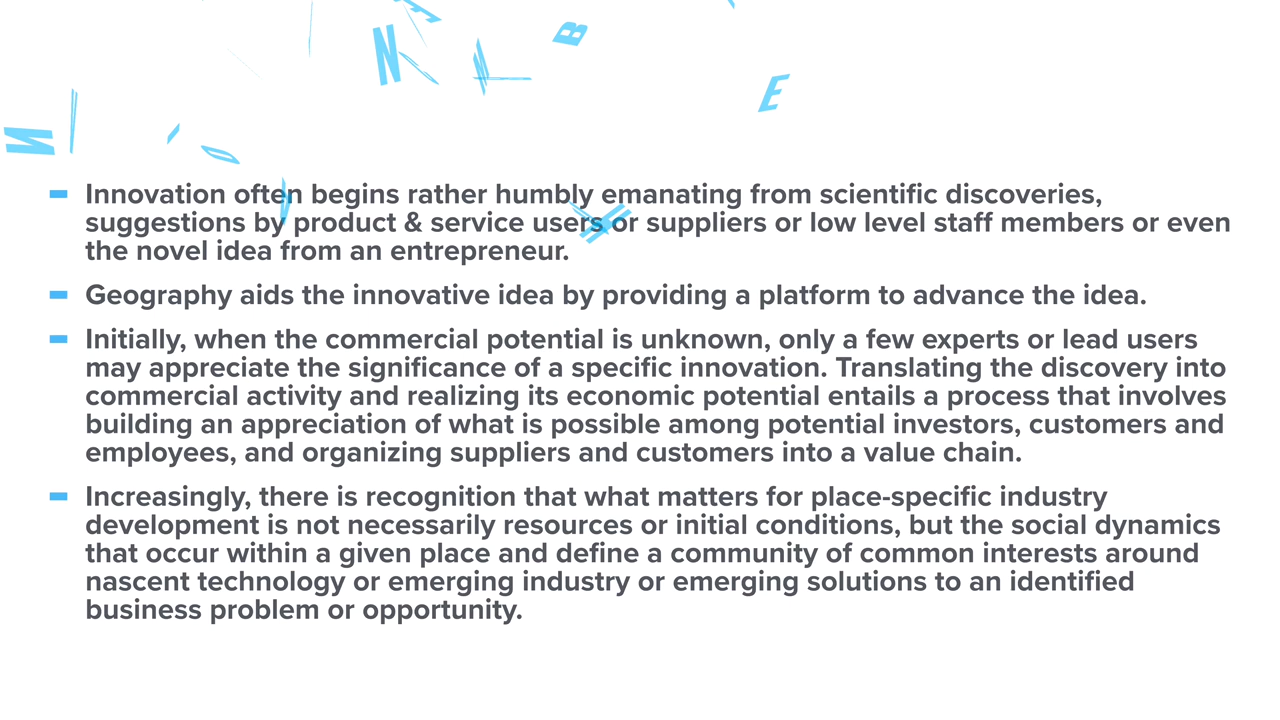 Innovation often begins rather humbly emanating from scientific discoveries,
suggestions by product & service users or suppliers or low level staff members or even
the novel idea from an entrepreneur.
Geography aids the innovative idea by providing a platform to advance the idea.
Initially, when the commercial potential is unknown, only a few experts or lead users
may appreciate the significance of a specific innovation. Translating the discovery into
commercial activity and realizing its economic potential entails a process that involves
building an appreciation of what is possible among potential investors, customers and
employees, and organizing suppliers and customers into a value chain.
Increasingly, there is recognition that what matters for place-specific industry
development is not necessarily resources or initial conditions, but the social dynamics
that occur within a given place and define a community of common interests around
nascent technology or emerging industry or emerging solutions to an identified
business problem or opportunity.